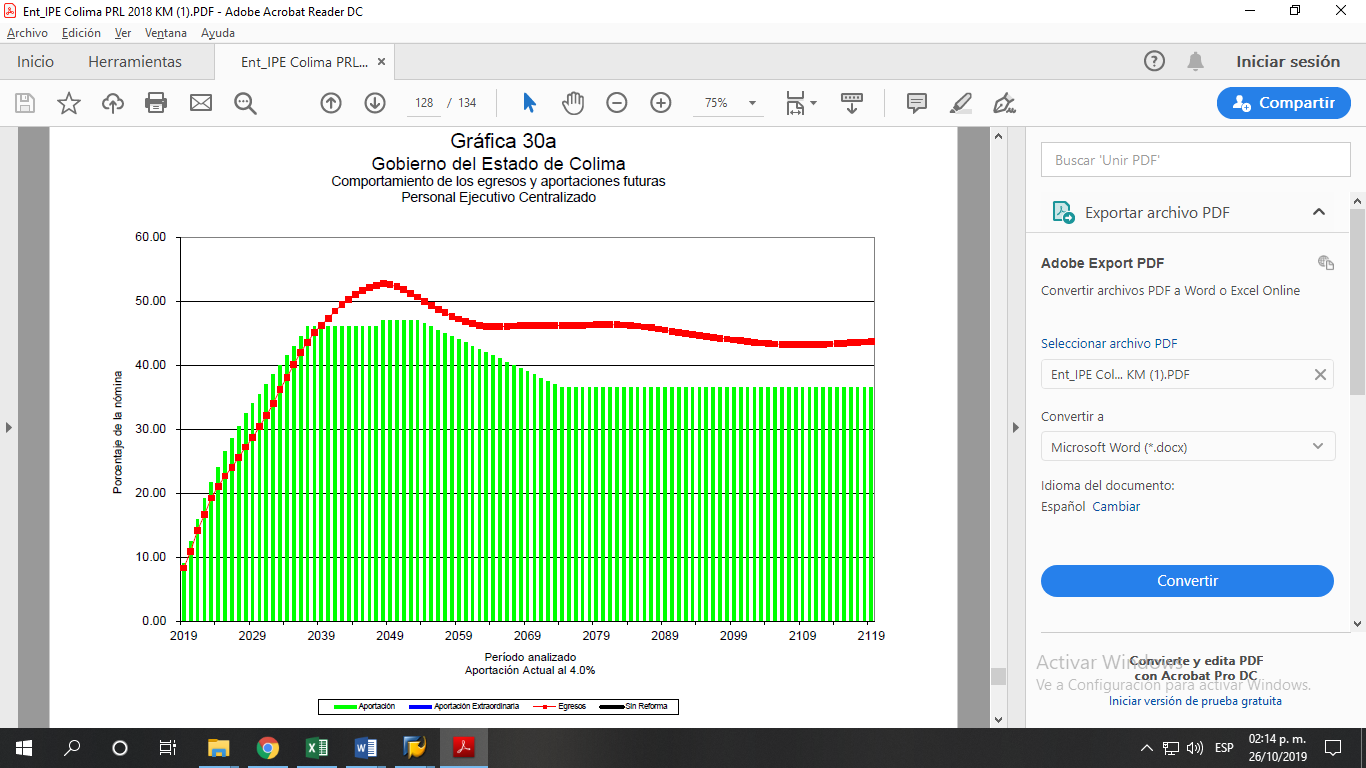 Ent_IPE Colima PRL 2018 KM (1).PDF - Adobe Acrobat Reader DC
Archivo Edición Ver Ventana Ayuda
Inicio Herramientas Ent_IPE Colima PRL... × Iniciar sesión
128 / 134 75% Compartir
Gráfica 30a
Gobierno del Estado de Colima
Comportamiento de los egresos y aportaciones futuras
Personal Ejecutivo Centralizado
Porcentaje de la nómina
60.00
50.00
40.00
30.00
20.00
10.00
0.00
2019 2029 2039 2049 2059 2069 2079 2089 2099 2109 2119
Período analizado
Aportación Actual al 4.0%
Aportación Aportación Extraordinaria Egresos Sin Reforma
Buscar 'Unir PDF'
Exportar archivo PDF
Adobe Export PDF
Convertir archivos PDF a Word o Excel Online
Seleccionar archivo PDF
Ent_IPE Col... KM (1).PDF
Convertir a
Microsoft Word (*.docx)
Idioma del documento:
Español Cambiar
Convertir
Convierte y edita PDF
con Acrobat Pro DC
Iniciar versión de prueba gratuita
Activar Windows
Ve a Configuración para activar Windows.
ESP
02:14 p. m.
26/10/2019